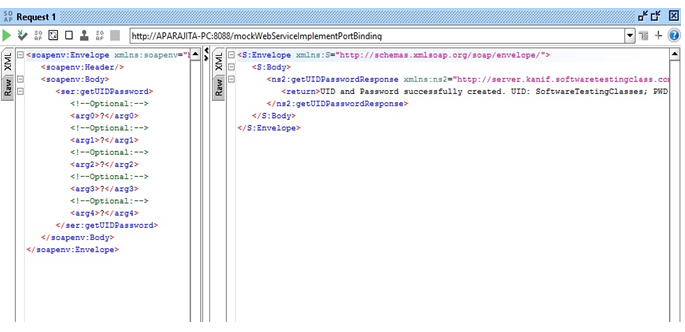 SO AP Request 1
http://APARAJITA-PC:8088/mockWebServiceImplementPortBinding
XML
Raw
<soapenv:Envelope xmlns:soapenv="
<soapenv:Header/>
<soapenv:Body>
<ser:getUIDPassword>
<!--Optional:-->
<arg0>?</arg0>
<!--Optional:-->
<arg1>?</arg1>
<!--Optional:-->
<arg2>?</arg2>
<!--Optional:-->
<arg3>?</arg3>
<!--Optional:-->
<arg4>?</arg4>
</ser:getUIDPassword>
</soapenv:Body>
</soapenv:Envelope>
XML
Raw
<S:Envelope xmlns:S="http://schemas.xmlsoap.org/soap/envelope/">
<S:Body>
<ns2:getUIDPasswordResponse xmlns:ns2="http://server.kanif.softwaretestingclass.co
<return>UID and Password successfully created. UID: SoftwareTestingClasses; PWD
</ns2:getUIDPasswordResponse>
</S:Body>
</S:Envelope>